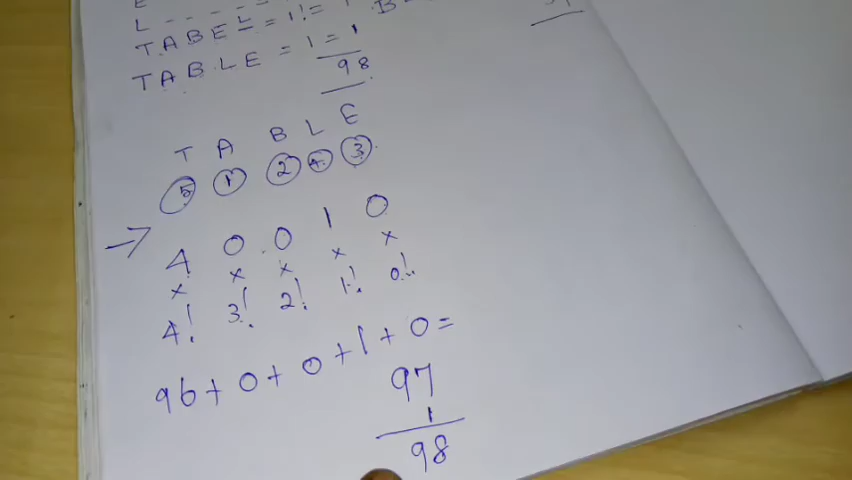 E
L - - - - - =
TABEL = 1! = 1
B
TABLE = 1 = 1
98
T A B L E
5 1 2 4 3
→ 4 0 0 1 0
× × × × ×
4! 3! 2! 1! 0!
96 + 0 + 0 + 1 + 0 =
97
1
98